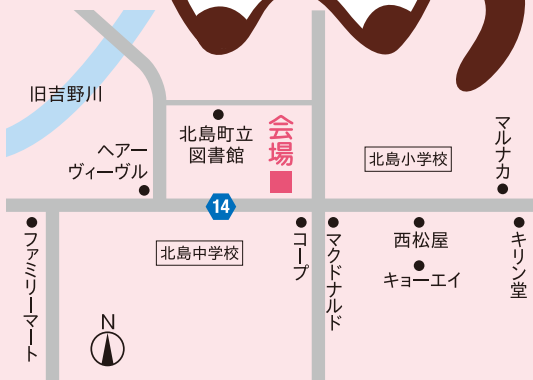 旧吉野川
北島町立
図書館
会場
ヘアー
ヴィーヴル
北島小学校
マルナカ
14
ファミリーマート
北島中学校
コープ
マクドナルド
西松屋
キョーエイ
キリン堂
N